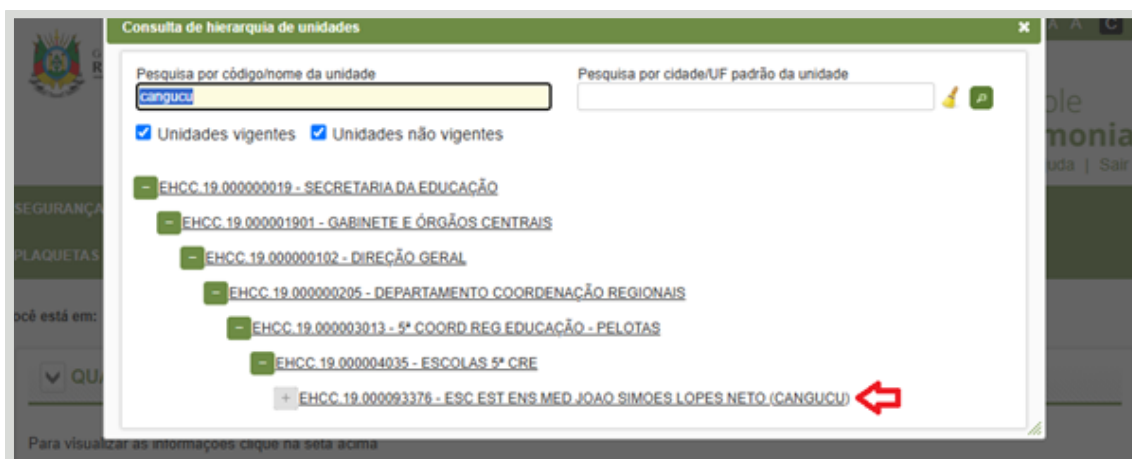 Consulta de hierarquia de unidades
A A C
G
R
Pesquisa por código/nome da unidade
Pesquisa por cidade/UF padrão da unidade
cangucu
ole
monia
Unidades vigentes Unidades não vigentes
uda | Sair
EHCC.19.000000019 - SECRETARIA DA EDUCAÇÃO
SEGURANÇA
EHCC.19.000001901 - GABINETE E ÓRGÃOS CENTRAIS
PLAQUETAS
EHCC.19.000000102 - DIREÇÃO GERAL
EHCC.19.000000205 - DEPARTAMENTO COORDENAÇÃO REGIONAIS
ocê está em:
EHCC.19.000003013 - 5ª COORD REG EDUCAÇÃO - PELOTAS
EHCC.19.000004035 - ESCOLAS 5ª CRE
QUA
EHCC.19.000093376 - ESC EST ENS MED JOAO SIMOES LOPES NETO (CANGUCU)
Para visualizar as informações clique na seta acima